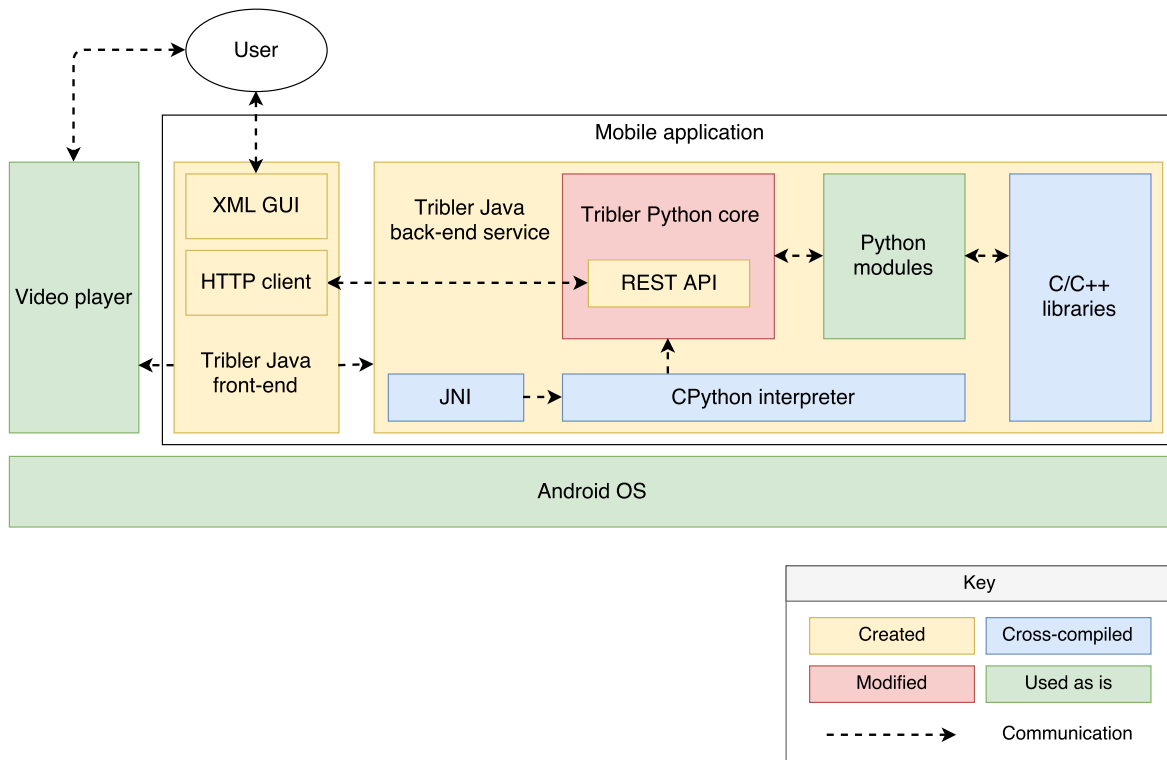 User
Mobile application
XML GUI
HTTP client
Tribler Java
front-end
Video player
Tribler Java
back-end service
Tribler Python core
REST API
Python
modules
C/C++
libraries
JNI
CPython interpreter
Android OS
Key
Created
Cross-compiled
Modified
Used as is
Communication